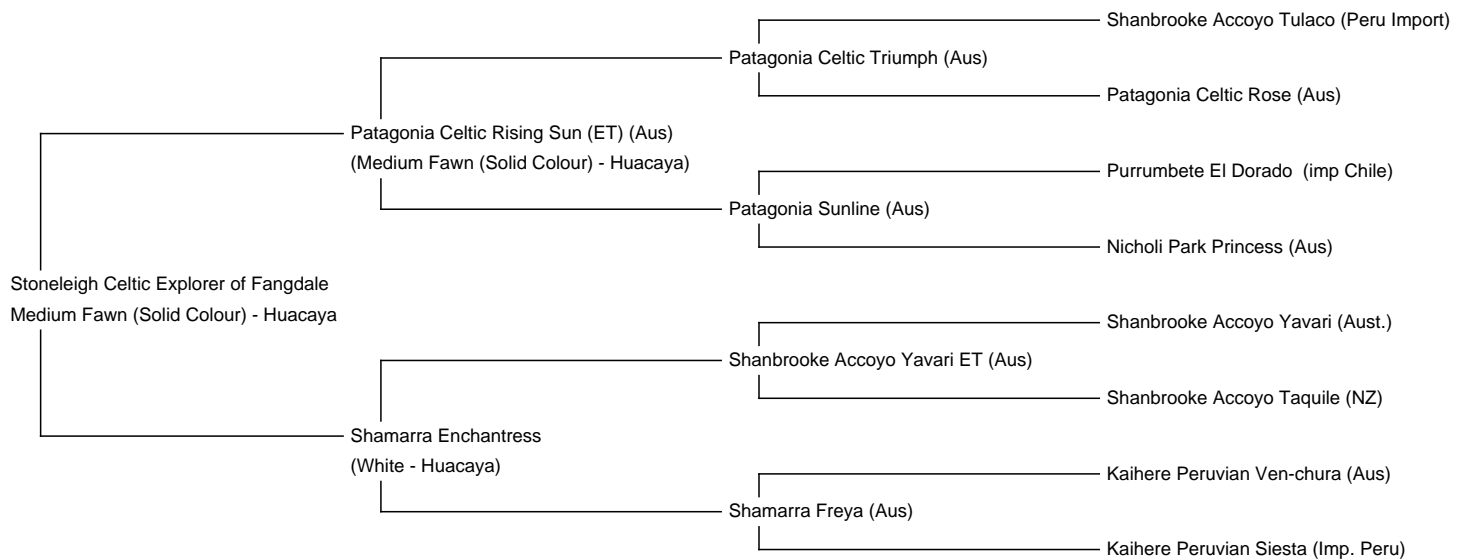 Shanbrooke Accoyo Tulaco (Peru Import)
Patagonia Celtic Triumph (Aus)
Patagonia Celtic Rose (Aus)
Patagonia Celtic Rising Sun (ET) (Aus)
(Medium Fawn (Solid Colour) - Huacaya)
Purrumbete El Dorado  (imp Chile)
Patagonia Sunline (Aus)
Nicholi Park Princess (Aus)
Stoneleigh Celtic Explorer of Fangdale
Medium Fawn (Solid Colour) - Huacaya
Shanbrooke Accoyo Yavari (Aust.)
Shanbrooke Accoyo Yavari ET (Aus)
Shanbrooke Accoyo Taquile (NZ)
Shamarra Enchantress
(White - Huacaya)
Kaihere Peruvian Ven-chura (Aus)
Shamarra Freya (Aus)
Kaihere Peruvian Siesta (Imp. Peru)